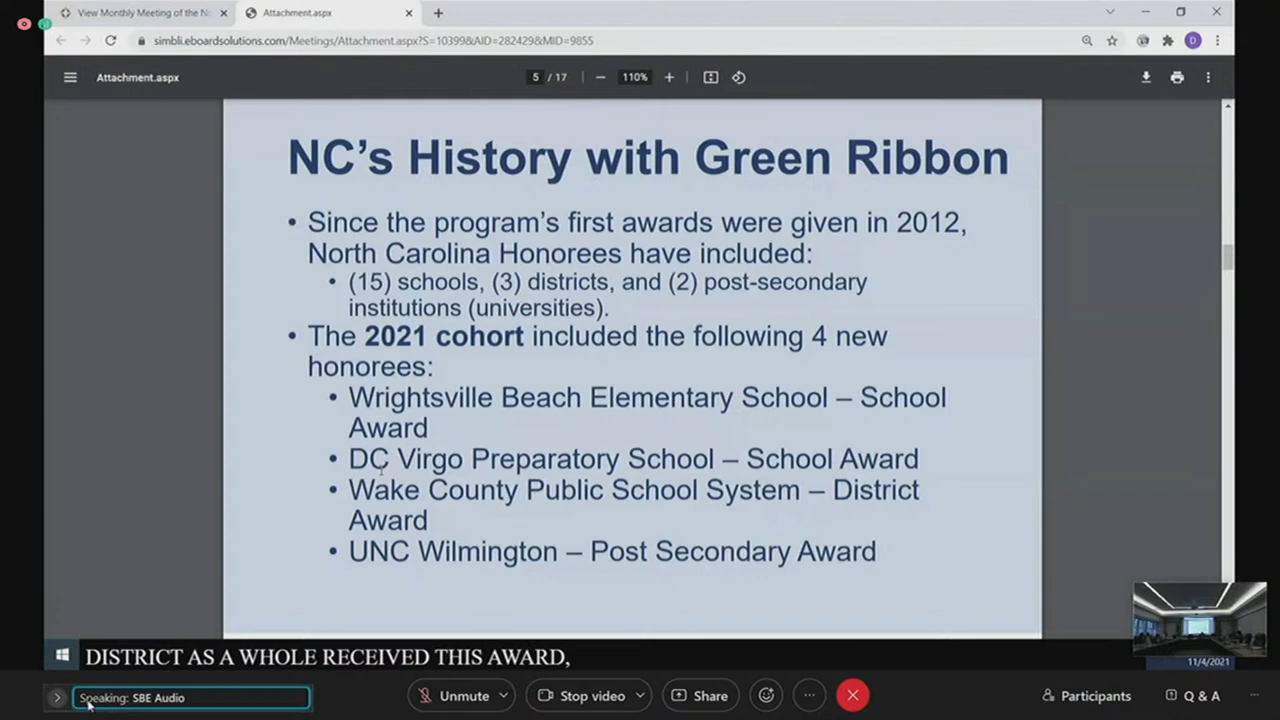 View Monthly Meeting of the N
Attachment.aspx
simbli.eboardsolutions.com/Meetings/Attachment.aspx?S=10399&AID=282429&MID=9855
D
Attachment.aspx
5 / 17
110%
NC's History with Green Ribbon
• Since the program's first awards were given in 2012,
North Carolina Honorees have included:
• (15) schools, (3) districts, and (2) post-secondary
institutions (universities).
• The 2021 cohort included the following 4 new
honorees:
• Wrightsville Beach Elementary School – School
Award
• DC Virgo Preparatory School – School Award
• Wake County Public School System – District
Award
• UNC Wilmington – Post Secondary Award
DISTRICT AS A WHOLE RECEIVED THIS AWARD,
11/4/2021
Speaking: SBE Audio
Unmute
Stop video
Share
Participants
Q & A